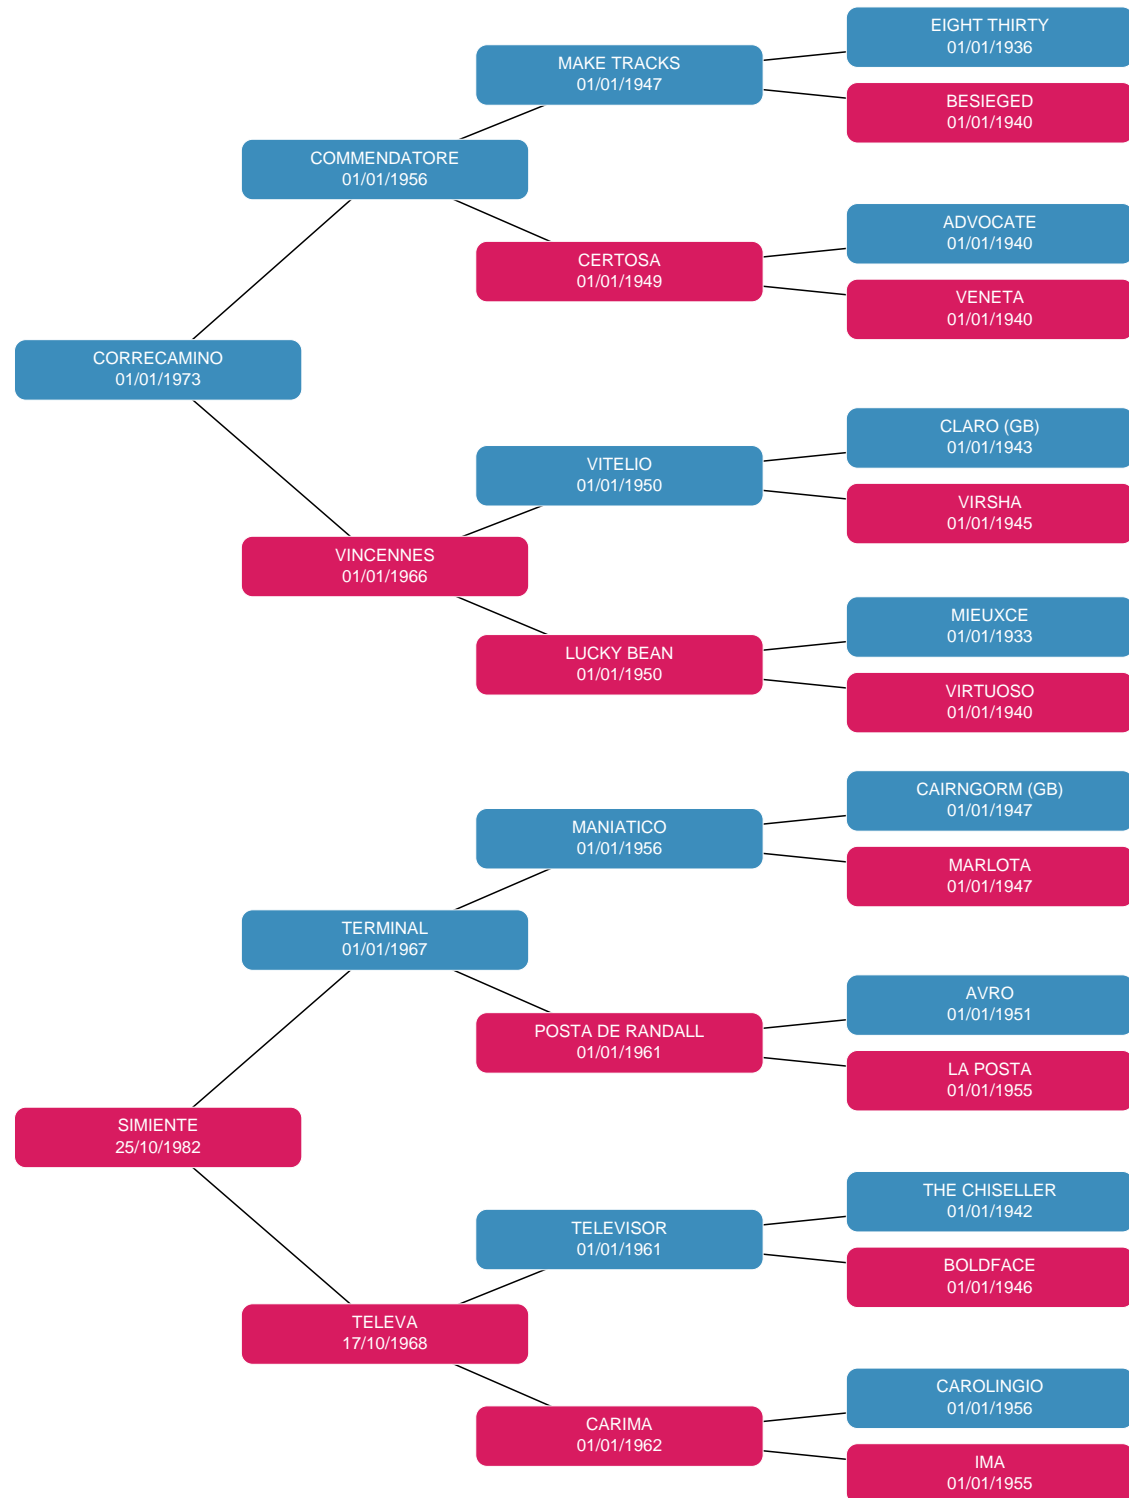 EIGHT THIRTY
01/01/1936
MAKE TRACKS
01/01/1947
BESIEGED
01/01/1940
COMMENDATORE
01/01/1956
ADVOCATE
01/01/1940
CERTOSA
01/01/1949
VENETA
01/01/1940
CORRECAMINO
01/01/1973
CLARO (GB)
01/01/1943
VITELIO
01/01/1950
VIRSHA
01/01/1945
VINCENNES
01/01/1966
MIEUXCE
01/01/1933
LUCKY BEAN
01/01/1950
VIRTUOSO
01/01/1940
CAIRNGORM (GB)
01/01/1947
MANIATICO
01/01/1956
MARLOTA
01/01/1947
TERMINAL
01/01/1967
AVRO
01/01/1951
POSTA DE RANDALL
01/01/1961
LA POSTA
01/01/1955
SIMIENTE
25/10/1982
THE CHISELLER
01/01/1942
TELEVISOR
01/01/1961
BOLDFACE
01/01/1946
TELEVA
17/10/1968
CAROLINGIO
01/01/1956
CARIMA
01/01/1962
IMA
01/01/1955